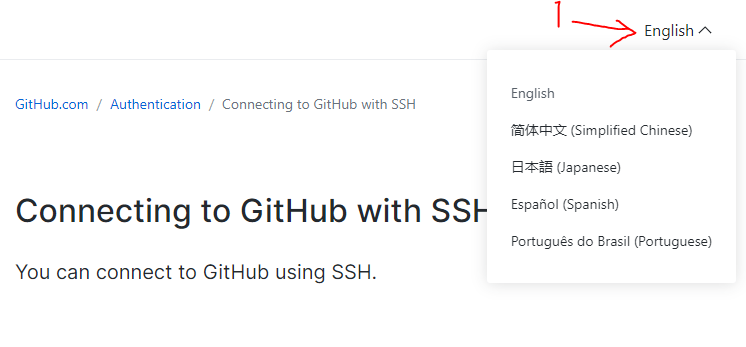 1
English
English
简体中文 (Simplified Chinese)
日本語 (Japanese)
Español (Spanish)
Português do Brasil (Portuguese)
GitHub.com / Authentication / Connecting to GitHub with SSH
Connecting to GitHub with SSH
You can connect to GitHub using SSH.